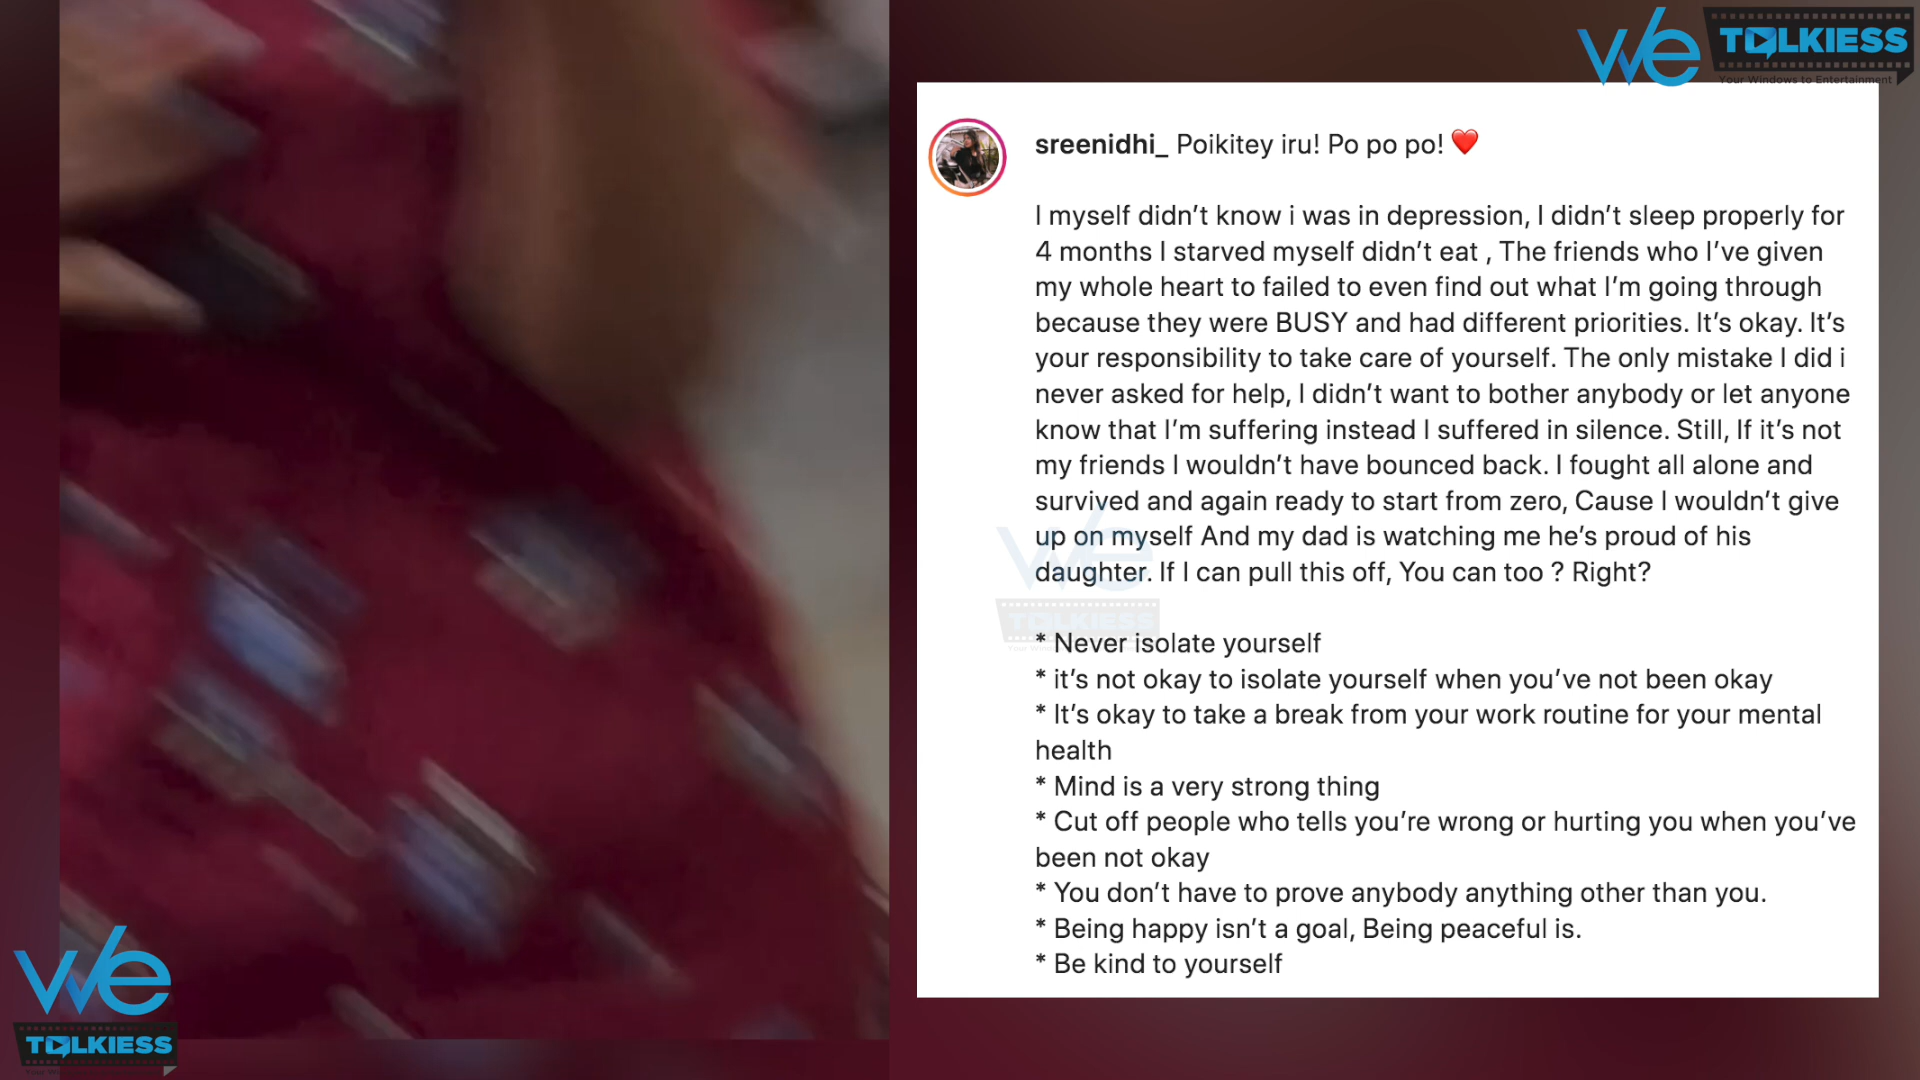 we TALKIESS
Your Windows to Entertainment
sreenidhi_ Poikitey iru! Po po po! ❤️
I myself didn’t know i was in depression, I didn’t sleep properly for
4 months I starved myself didn’t eat , The friends who I’ve given
my whole heart to failed to even find out what I’m going through
because they were BUSY and had different priorities. It’s okay. It’s
your responsibility to take care of yourself. The only mistake I did i
never asked for help, I didn’t want to bother anybody or let anyone
know that I’m suffering instead I suffered in silence. Still, If it’s not
my friends I wouldn’t have bounced back. I fought all alone and
survived and again ready to start from zero, Cause I wouldn’t give
up on myself And my dad is watching me he’s proud of his
daughter. If I can pull this off, You can too ? Right?
* Never isolate yourself
* it’s not okay to isolate yourself when you’ve not been okay
* It’s okay to take a break from your work routine for your mental
health
* Mind is a very strong thing
* Cut off people who tells you’re wrong or hurting you when you’ve
been not okay
* You don’t have to prove anybody anything other than you.
* Being happy isn’t a goal, Being peaceful is.
* Be kind to yourself
we
TALKIESS
we
TALKIESS